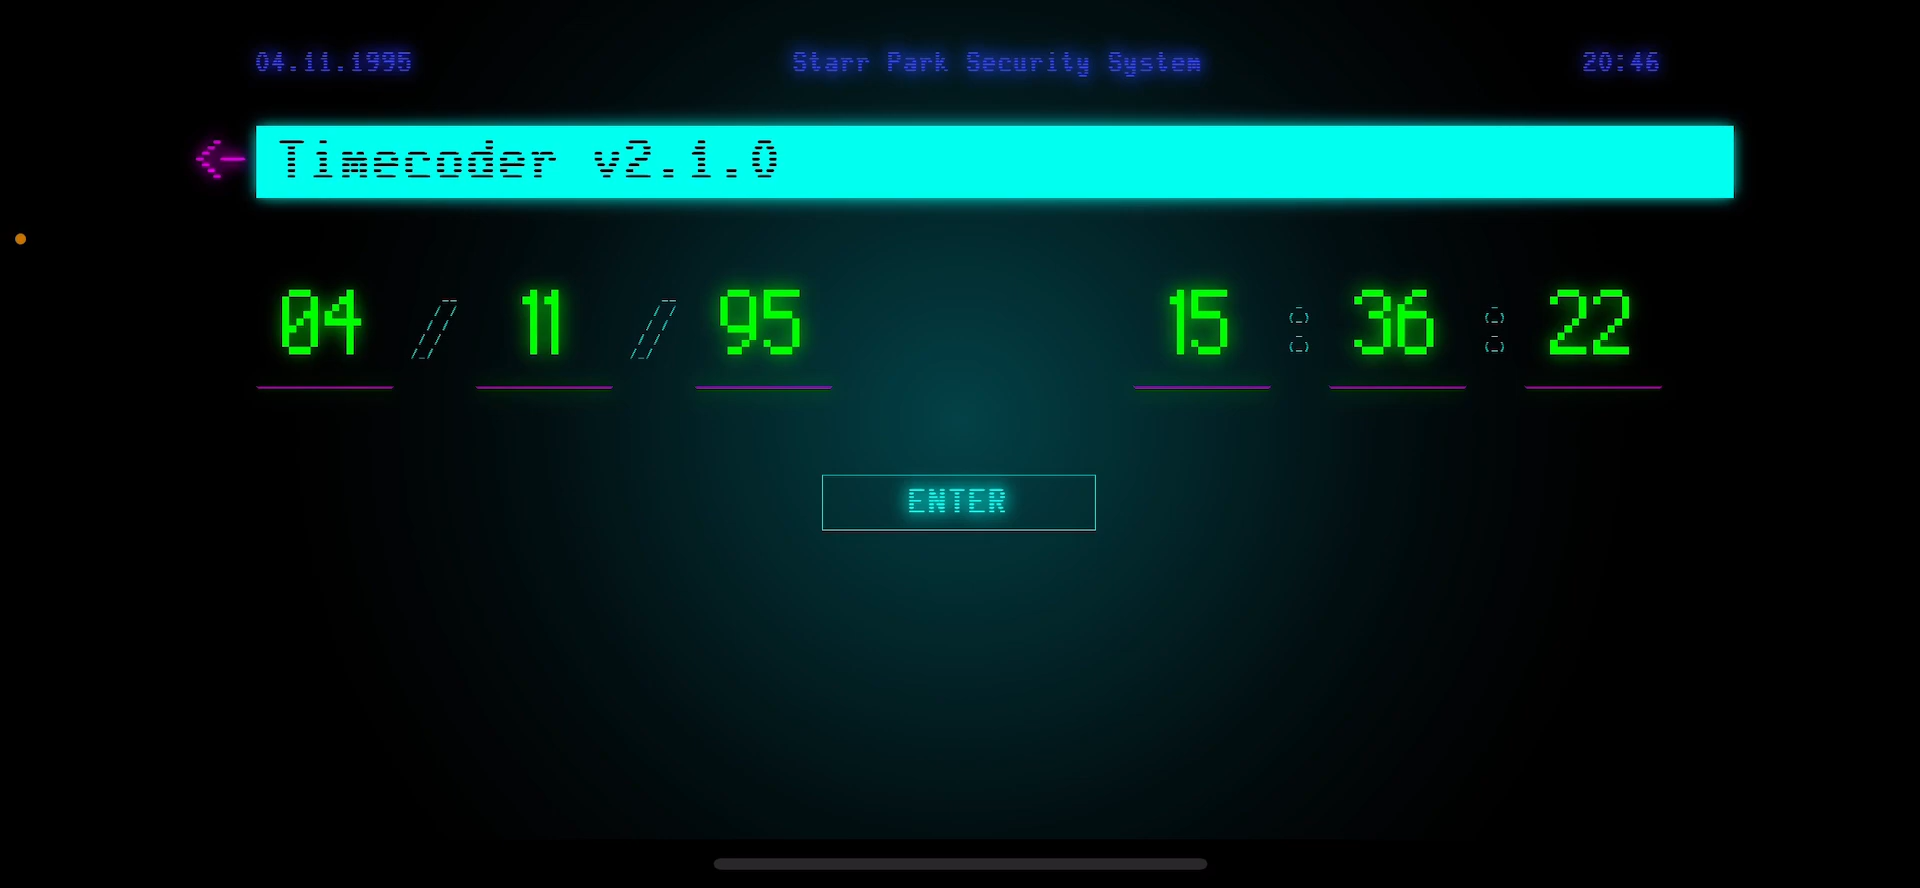 04.11.1995 Starr Park Security System 20:46
Timecoder v2.1.0
04 // 11 // 95 15 : 36 : 22
ENTER